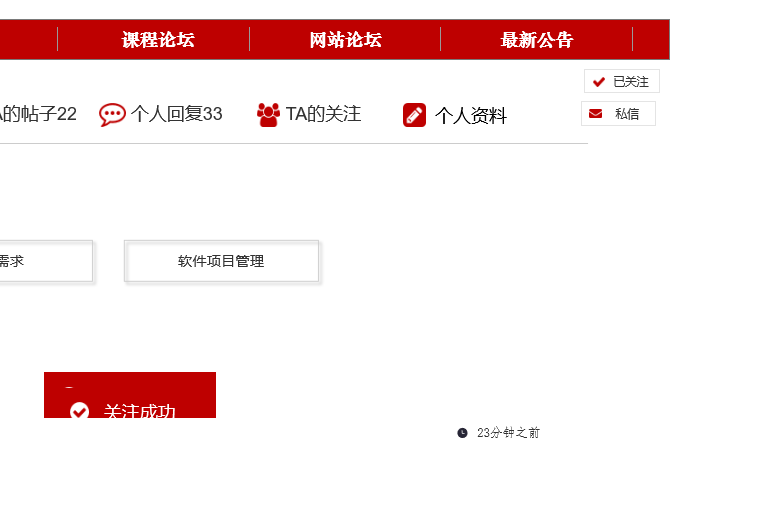 课程论坛 网站论坛 最新公告
已关注
的帖子22 个人回复33 TA的关注 个人资料
私信
需求 软件项目管理
关注成功
23分钟之前